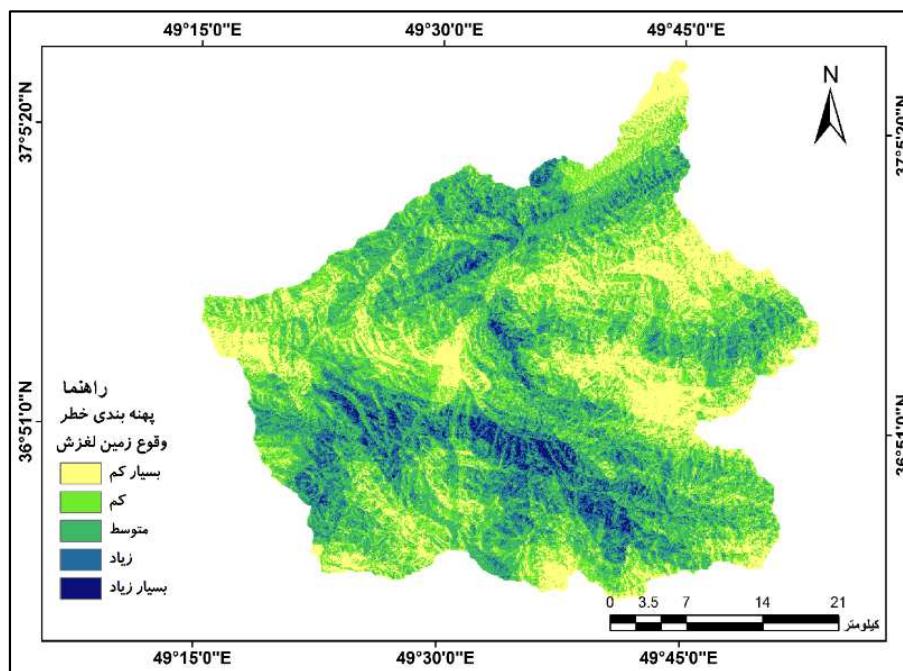 49°15'0"E 49°30'0"E 49°45'0"E
N
37°5'20"N 37°5'20"N
36°51'0"N 36°51'0"N
راهنما
پهنه بندی خطر
وقوع زمین لغزش
بسیار کم
کم
متوسط
زیاد
بسیار زیاد
0 3.5 7 14 21
کیلومتر
49°15'0"E 49°30'0"E 49°45'0"E